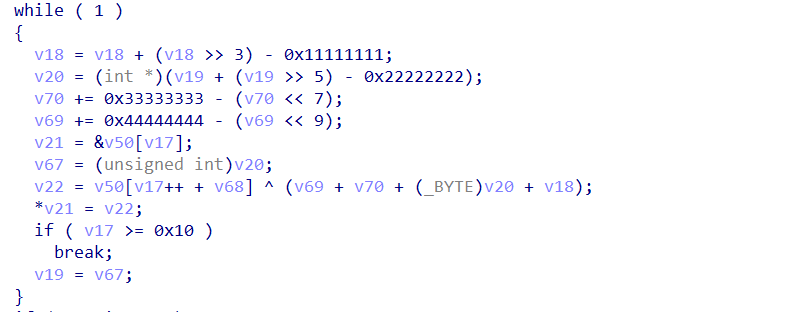 while ( 1 )
{
v18 = v18 + (v18 >> 3) - 0x11111111;
v20 = (int *)(v19 + (v19 >> 5) - 0x22222222);
v70 += 0x33333333 - (v70 << 7);
v69 += 0x44444444 - (v69 << 9);
v21 = &v50[v17];
v67 = (unsigned int)v20;
v22 = v50[v17++ + v68] ^ (v69 + v70 + (_BYTE)v20 + v18);
*v21 = v22;
if ( v17 >= 0x10 )
break;
v19 = v67;
}